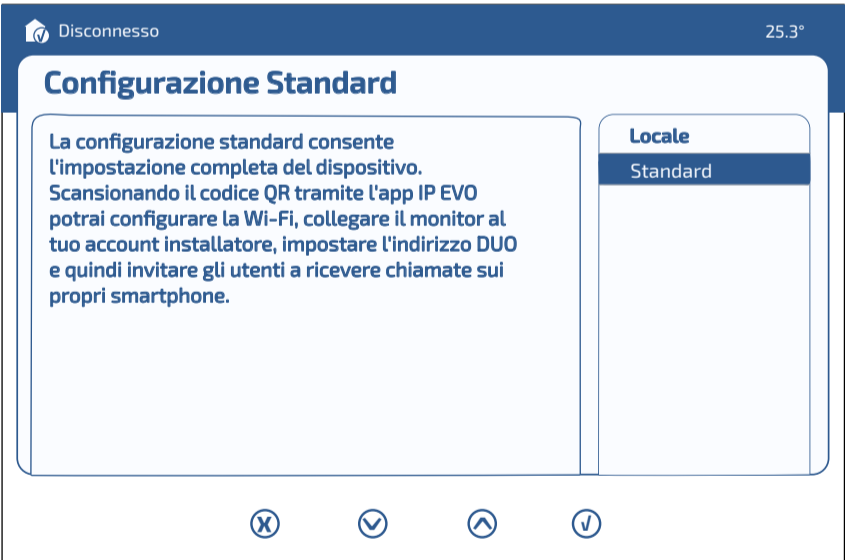 Disconnesso
25.3°
Configurazione Standard
La configurazione standard consente
l'impostazione completa del dispositivo.
Scansionando il codice QR tramite l'app IP EVO
potrai configurare la Wi-Fi, collegare il monitor al
tuo account installatore, impostare l'indirizzo DUO
e quindi invitare gli utenti a ricevere chiamate sui
propri smartphone.
Locale
Standard